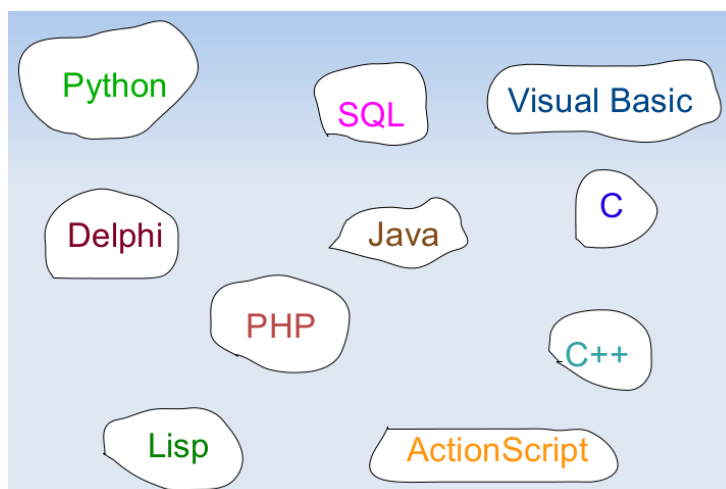 Python
SQL
Visual Basic
Delphi
Java
C
PHP
C++
Lisp
ActionScript